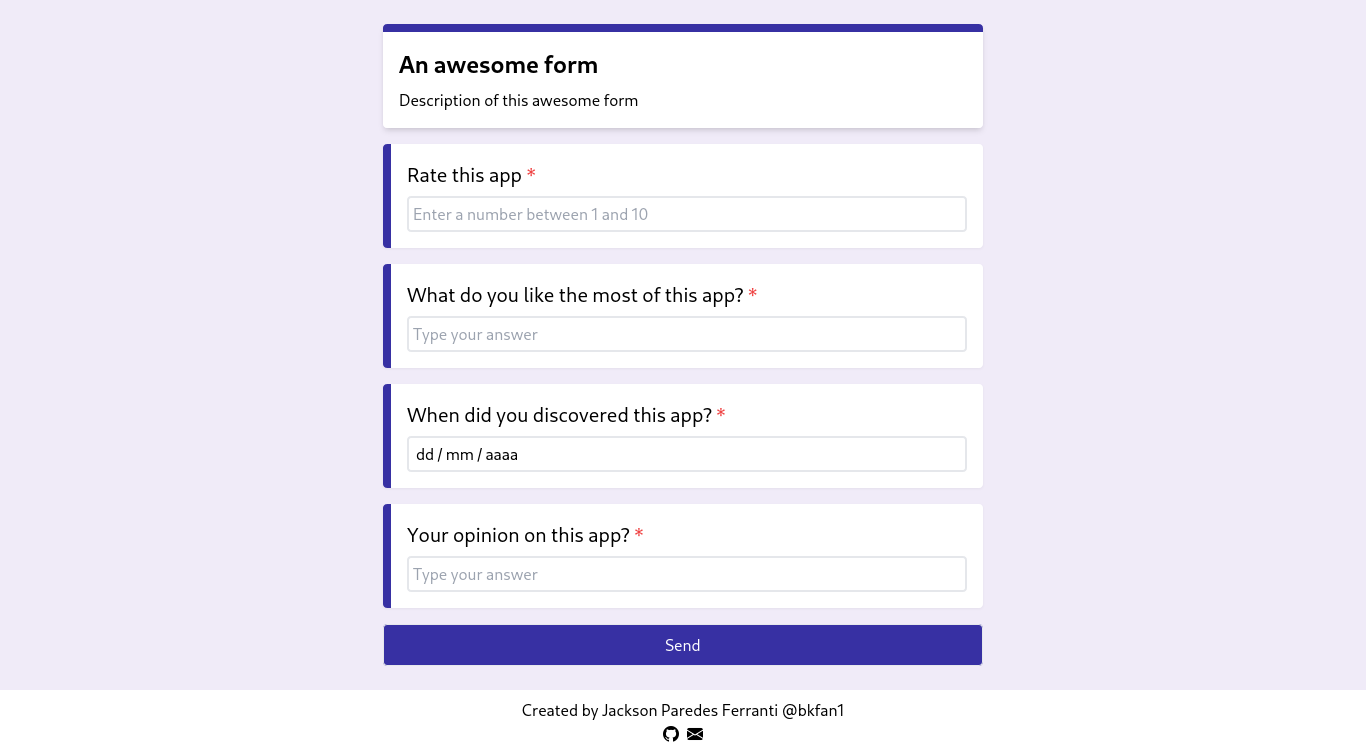 An awesome form
Description of this awesome form
Rate this app *
Enter a number between 1 and 10
What do you like the most of this app? *
Type your answer
When did you discovered this app? *
dd / mm / aaaa
Your opinion on this app? *
Type your answer
Send
Created by Jackson Paredes Ferranti @bkfan1